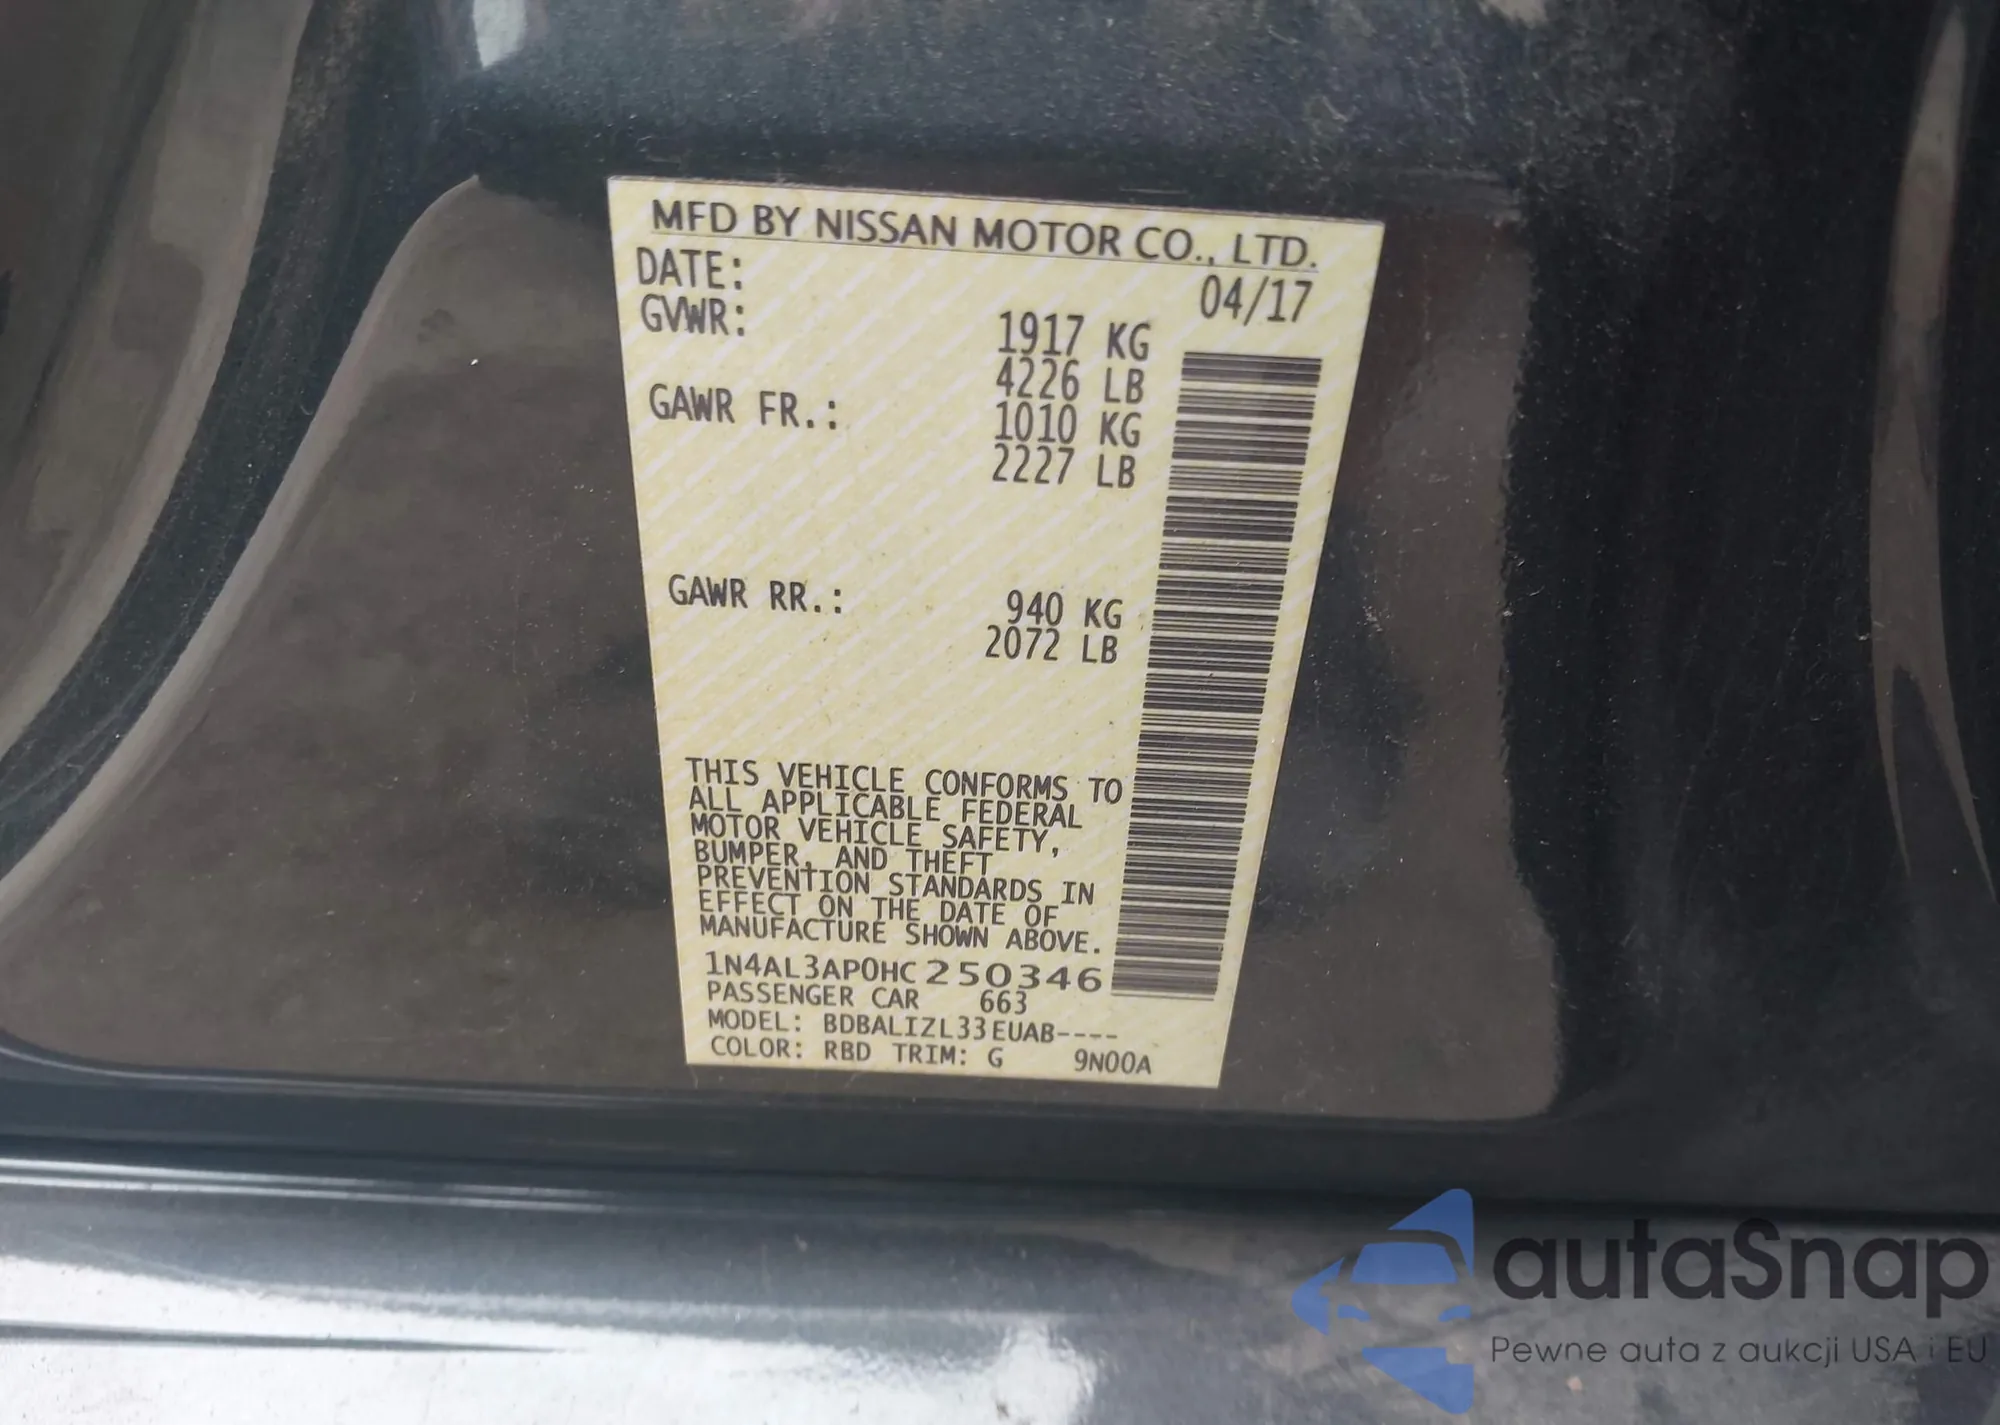 MFD BY NISSAN MOTOR CO., LTD.
DATE: 04/17
GVWR: 1917 KG
4226 LB
GAWR FR.: 1010 KG
2227 LB
GAWR RR.: 940 KG
2072 LB
THIS VEHICLE CONFORMS TO
ALL APPLICABLE FEDERAL
MOTOR VEHICLE SAFETY,
BUMPER, AND THEFT
PREVENTION STANDARDS IN
EFFECT ON THE DATE OF
MANUFACTURE SHOWN ABOVE.
1N4AL3AP0HC250346
PASSENGER CAR 663
MODEL: BDBALIZL33EUAB----
COLOR: RBD TRIM: G 9N00A
autaSnap
Pewne auta z aukcji USA i EU